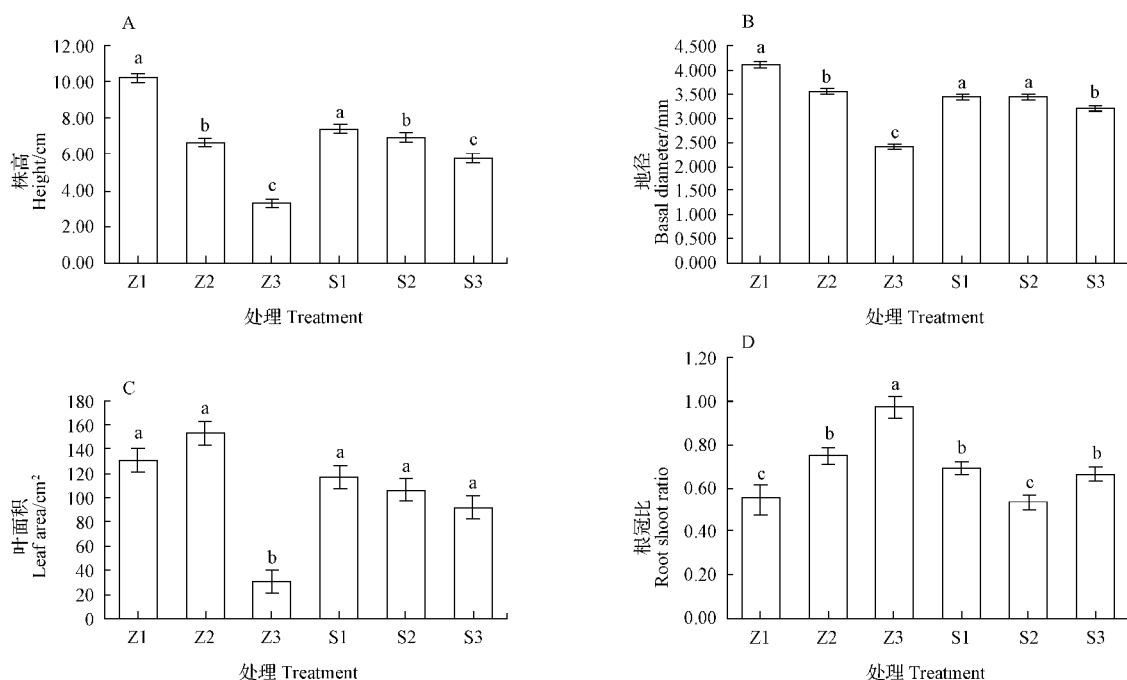 A
12.00
10.00
8.00
6.00
4.00
2.00
0.00
株高
Height/cm
a
b
c
a
b
c
Z1 Z2 Z3 S1 S2 S3
处理 Treatment
B
4.500
4.000
3.500
3.000
2.500
2.000
1.500
1.000
0.500
0.000
地径
Basal diameter/mm
a
b
c
a
a
b
Z1 Z2 Z3 S1 S2 S3
处理 Treatment
C
180
160
140
120
100
80
60
40
20
0
叶面积
Leaf area/cm²
a
a
b
a
a
a
Z1 Z2 Z3 S1 S2 S3
处理 Treatment
D
1.20
1.00
0.80
0.60
0.40
0.20
0.00
根冠比
Root shoot ratio
c
b
a
b
c
b
Z1 Z2 Z3 S1 S2 S3
处理 Treatment